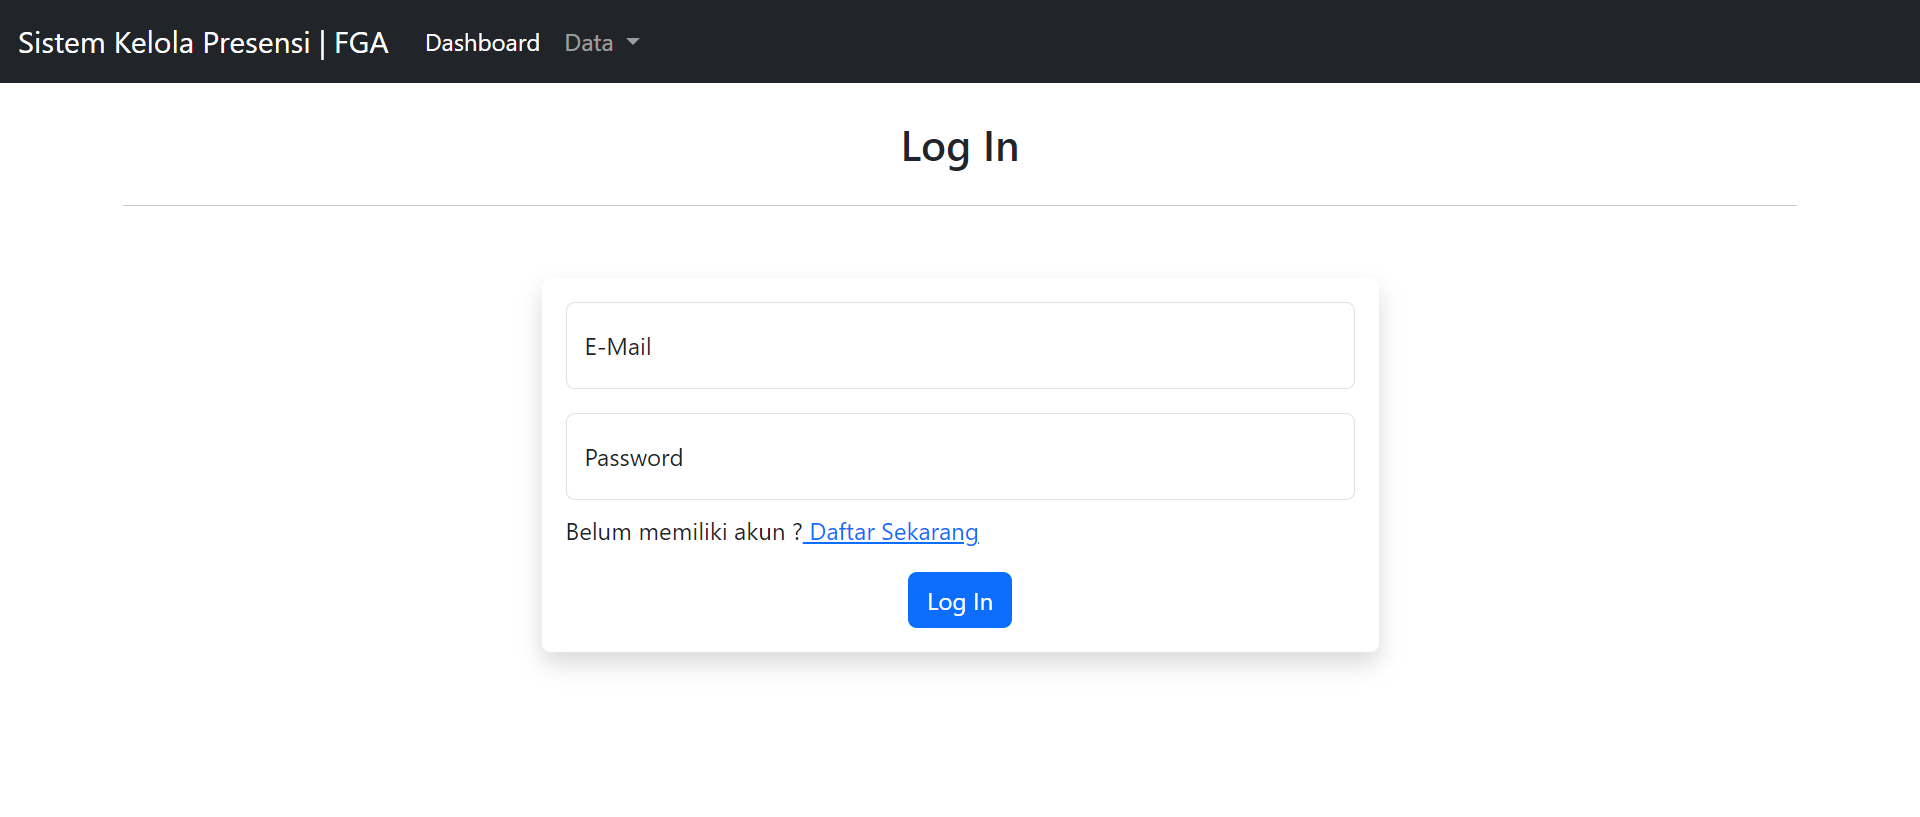 Sistem Kelola Presensi | FGA Dashboard Data
Log In
E-Mail
Password
Belum memiliki akun ? Daftar Sekarang
Log In